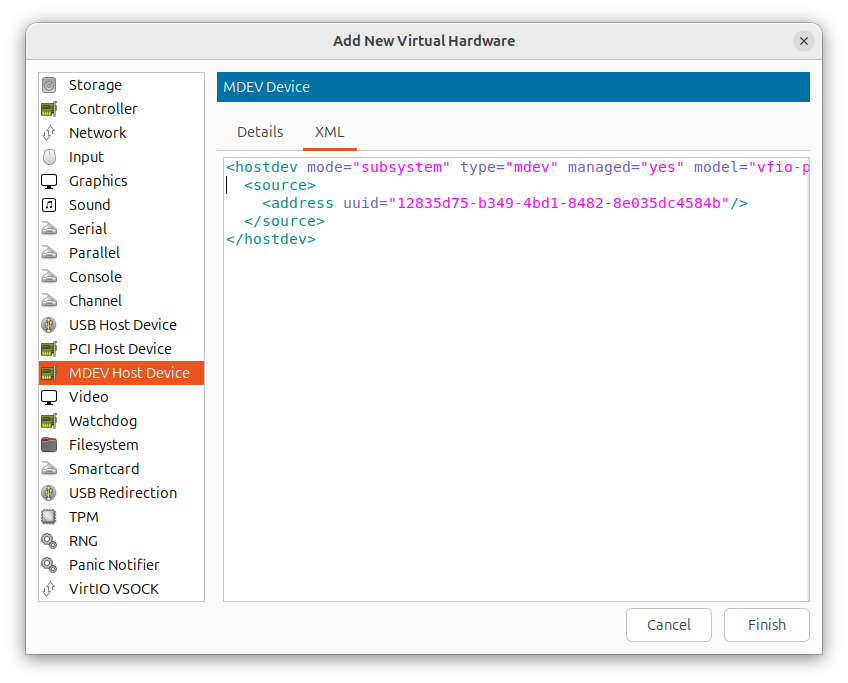 Add New Virtual Hardware
Storage
Controller
Network
Input
Graphics
Sound
Serial
Parallel
Console
Channel
USB Host Device
PCI Host Device
MDEV Host Device
Video
Watchdog
Filesystem
Smartcard
USB Redirection
TPM
RNG
Panic Notifier
VirtIO VSOCK
MDEV Device
Details XML
<hostdev mode="subsystem" type="mdev" managed="yes" model="vfio-p
<source>
<address uuid="12835d75-b349-4bd1-8482-8e035dc4584b"/>
</source>
</hostdev>
Cancel Finish